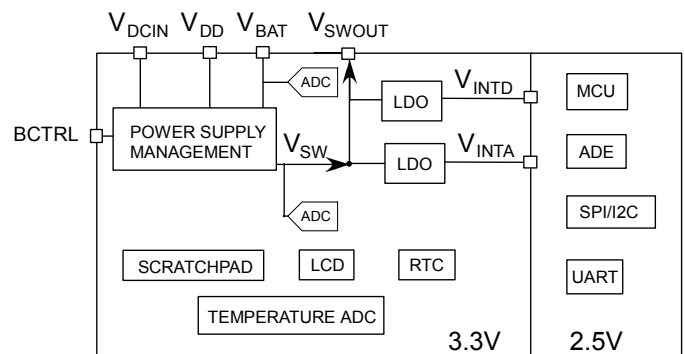 VDCIN VDD VBAT VSWOUT
ADC
LDO
VINTD
MCU
BCTRL
POWER SUPPLY
MANAGEMENT
VSW
LDO
VINTA
ADE
ADC
SPI/I2C
SCRATCHPAD
LCD
RTC
UART
TEMPERATURE ADC
3.3V
2.5V